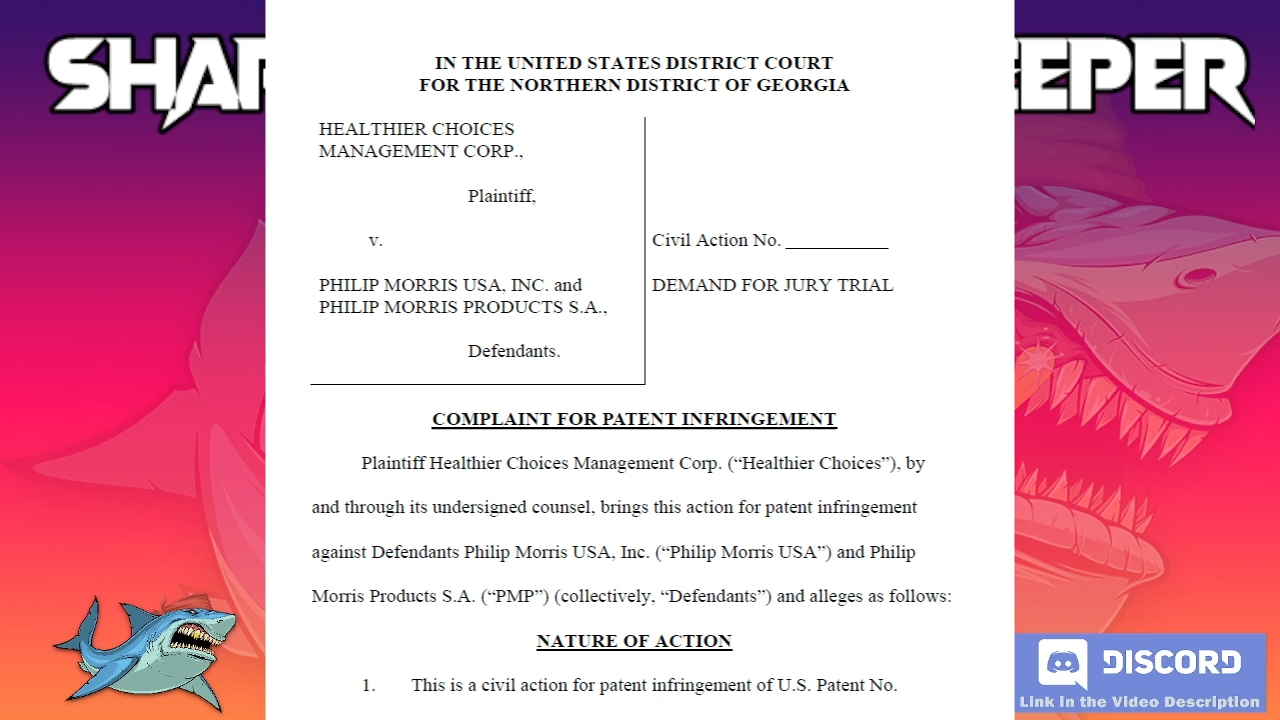 SHA
EEPER
IN THE UNITED STATES DISTRICT COURT
FOR THE NORTHERN DISTRICT OF GEORGIA
HEALTHIER CHOICES
MANAGEMENT CORP.,
Plaintiff,
v.
Civil Action No. ___________
PHILIP MORRIS USA, INC. and
DEMAND FOR JURY TRIAL
PHILIP MORRIS PRODUCTS S.A.,
Defendants.
COMPLAINT FOR PATENT INFRINGEMENT
Plaintiff Healthier Choices Management Corp. (“Healthier Choices”), by
and through its undersigned counsel, brings this action for patent infringement
against Defendants Philip Morris USA, Inc. (“Philip Morris USA”) and Philip
Morris Products S.A. (“PMP”) (collectively, “Defendants”) and alleges as follows:
NATURE OF ACTION
1. This is a civil action for patent infringement of U.S. Patent No.
DISCORD
Link in the Video Description